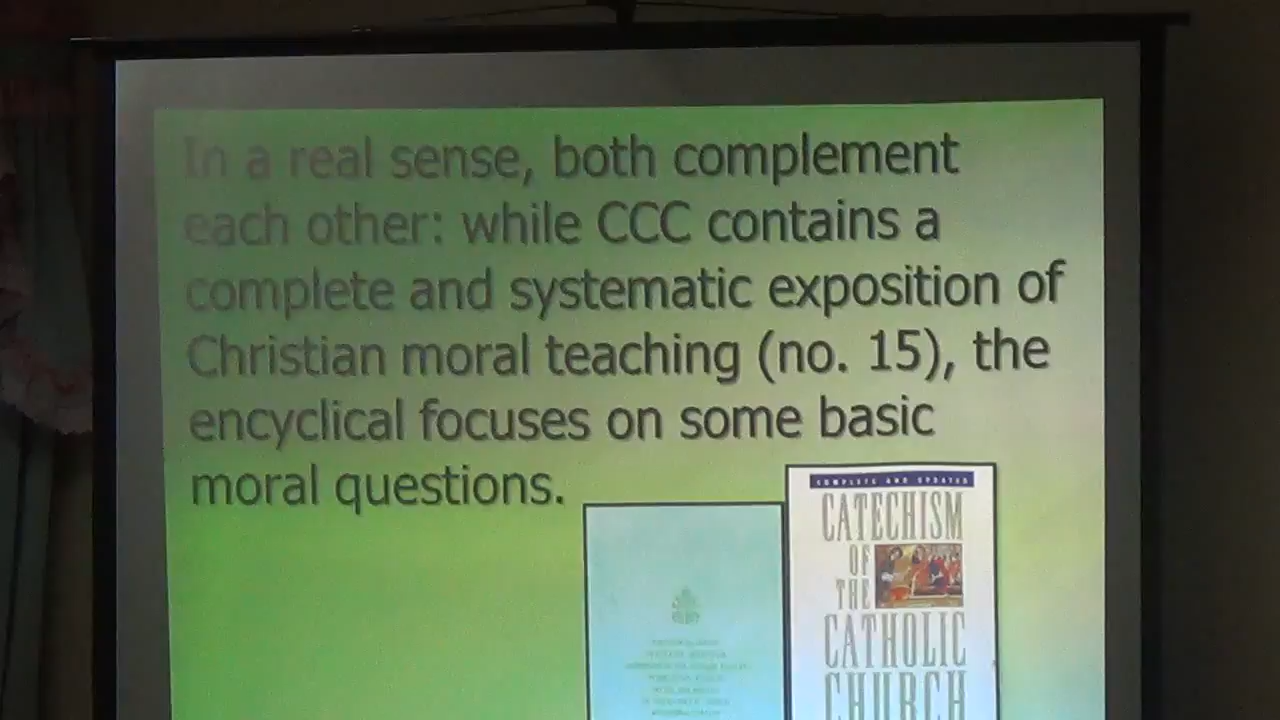 In a real sense, both complement
each other: while CCC contains a
complete and systematic exposition of
Christian moral teaching (no. 15), the
encyclical focuses on some basic
moral questions.
COMPLETE AND UPDATED
CATECHISM
OF
THE
CATHOLIC
CHURCH